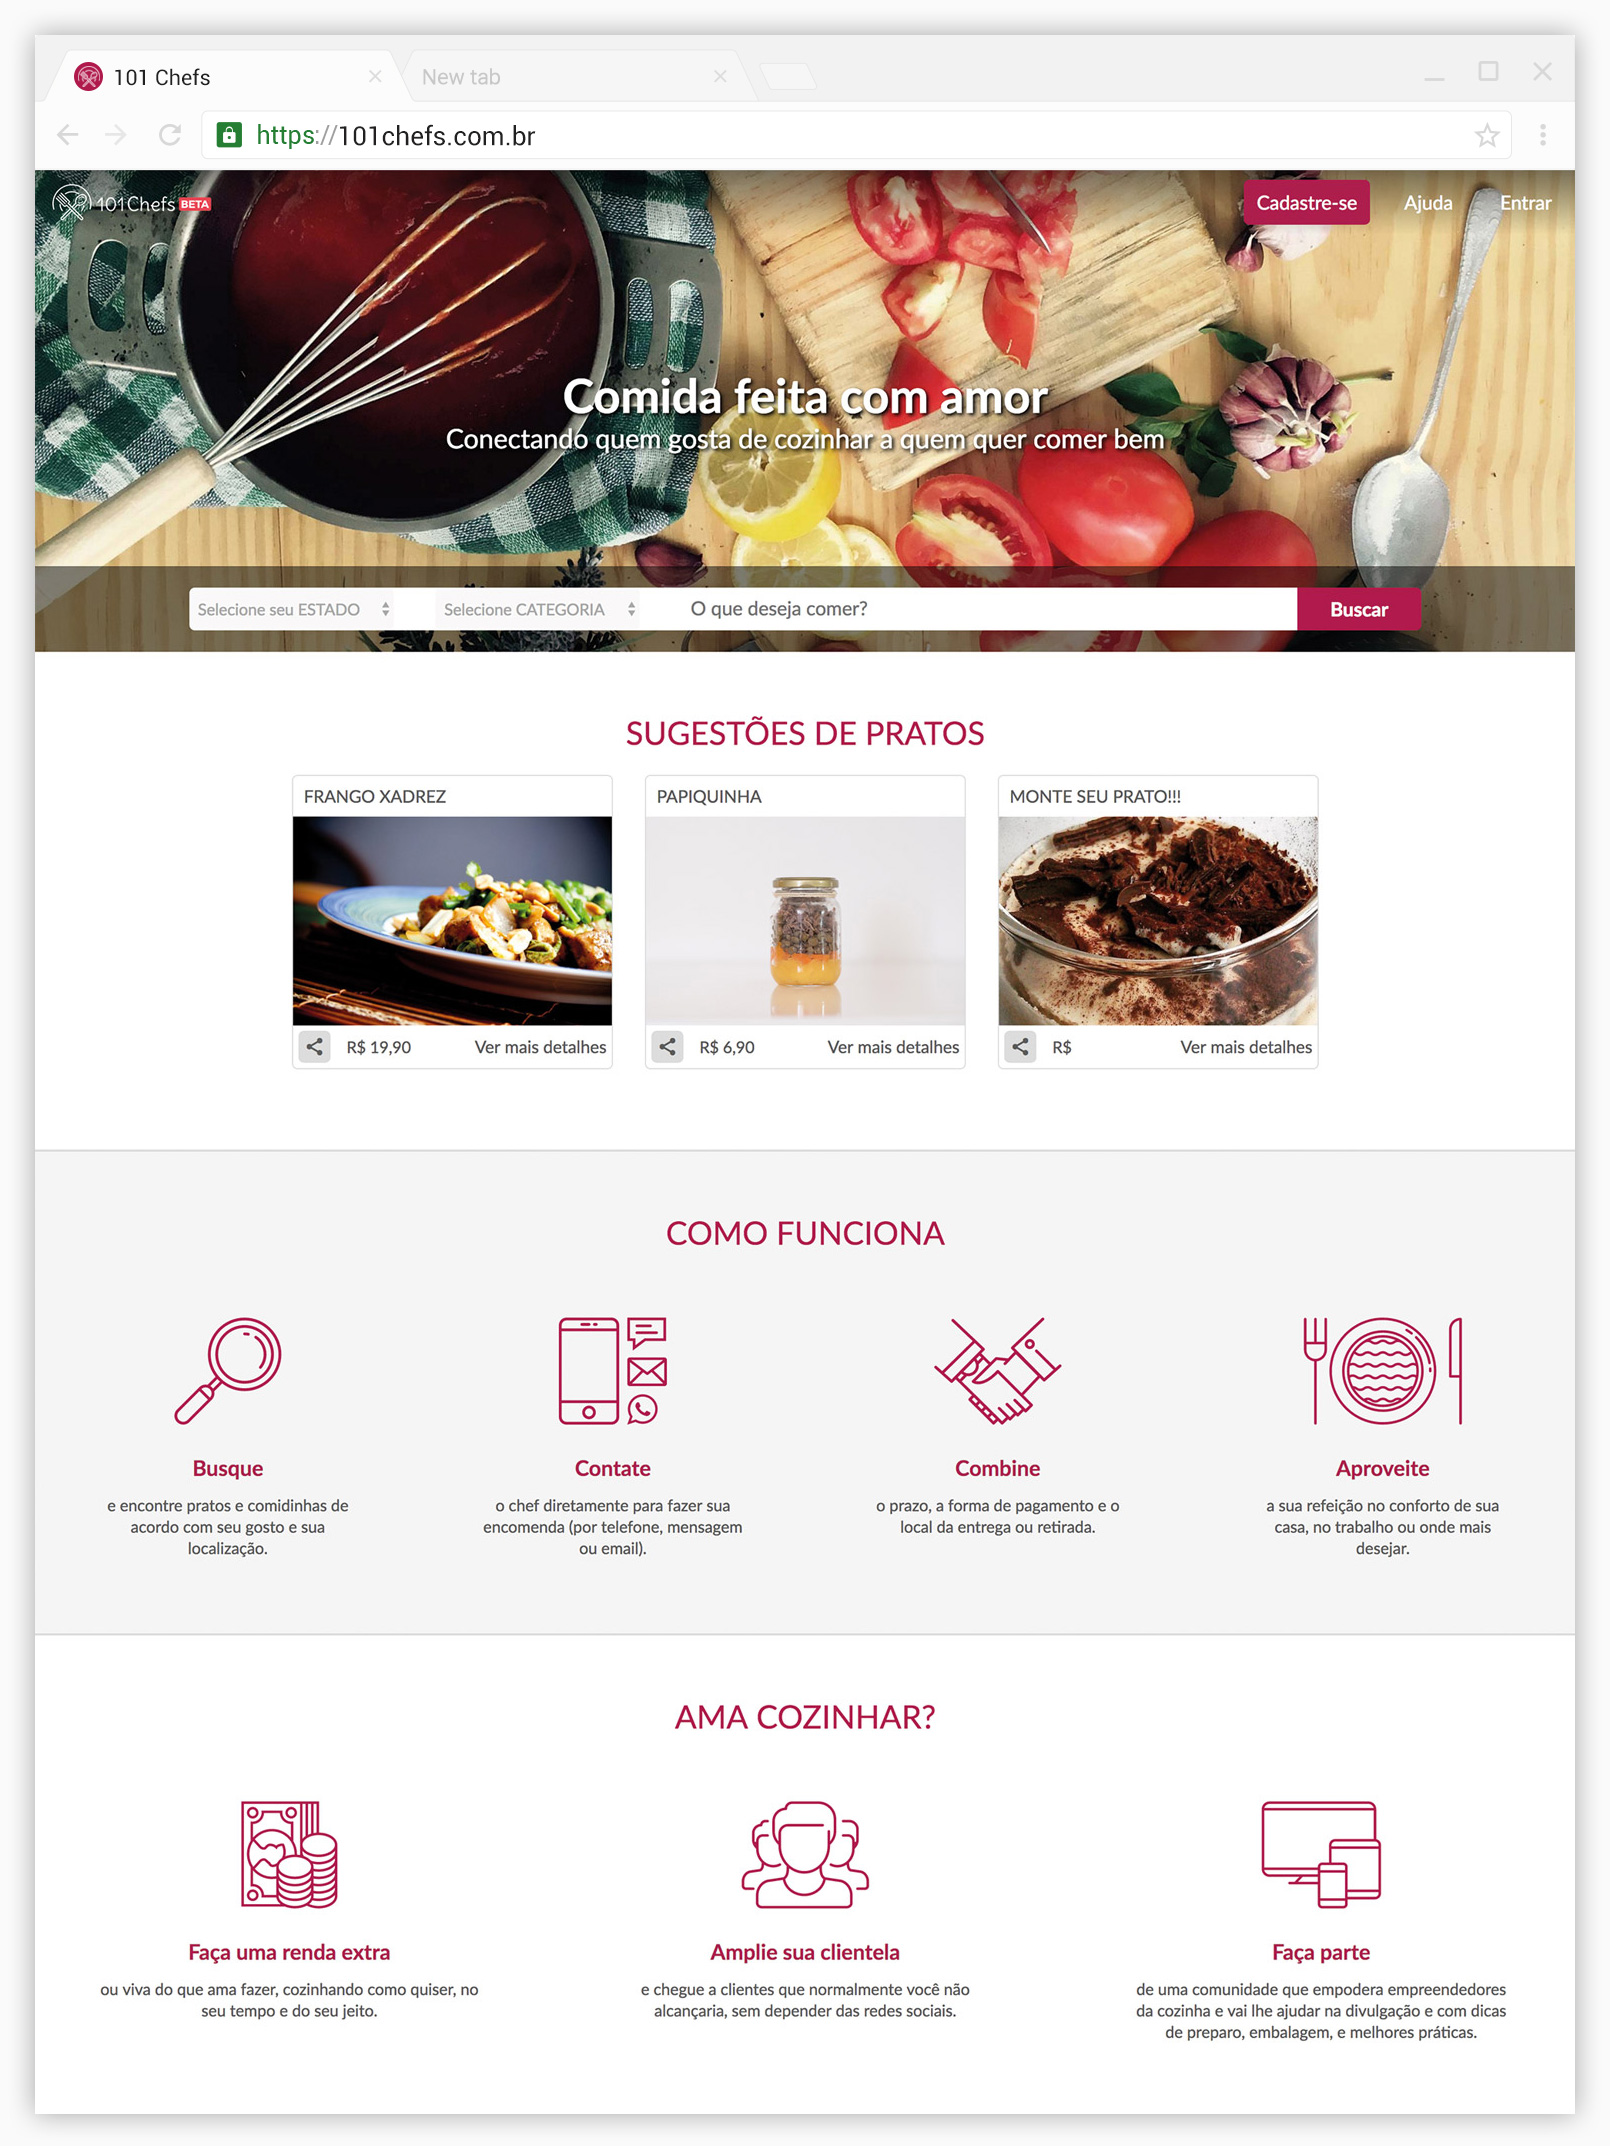 101 Chefs
New tab
https://101chefs.com.br
101Chefs BETA
Cadastre-se
Ajuda
Entrar
Comida feita com amor
Conectando quem gosta de cozinhar a quem quer comer bem
Selecione seu ESTADO
Selecione CATEGORIA
O que deseja comer?
Buscar
SUGESTÕES DE PRATOS
FRANGO XADREZ
R$ 19,90
Ver mais detalhes
PAPIQUINHA
R$ 6,90
Ver mais detalhes
MONTE SEU PRATO!!!
R$
Ver mais detalhes
COMO FUNCIONA
Busque
e encontre pratos e comidinhas de
acordo com seu gosto e sua
localização.
Contate
o chef diretamente para fazer sua
encomenda (por telefone, mensagem
ou email).
Combine
o prazo, a forma de pagamento e o
local da entrega ou retirada.
Aproveite
a sua refeição no conforto de sua
casa, no trabalho ou onde mais
desejar.
AMA COZINHAR?
Faça uma renda extra
ou viva do que ama fazer, cozinhando como quiser, no
seu tempo e do seu jeito.
Amplie sua clientela
e chegue a clientes que normalmente você não
alcançaria, sem depender das redes sociais.
Faça parte
de uma comunidade que empodera empreendedores
da cozinha e vai lhe ajudar na divulgação e com dicas
de preparo, embalagem, e melhores práticas.